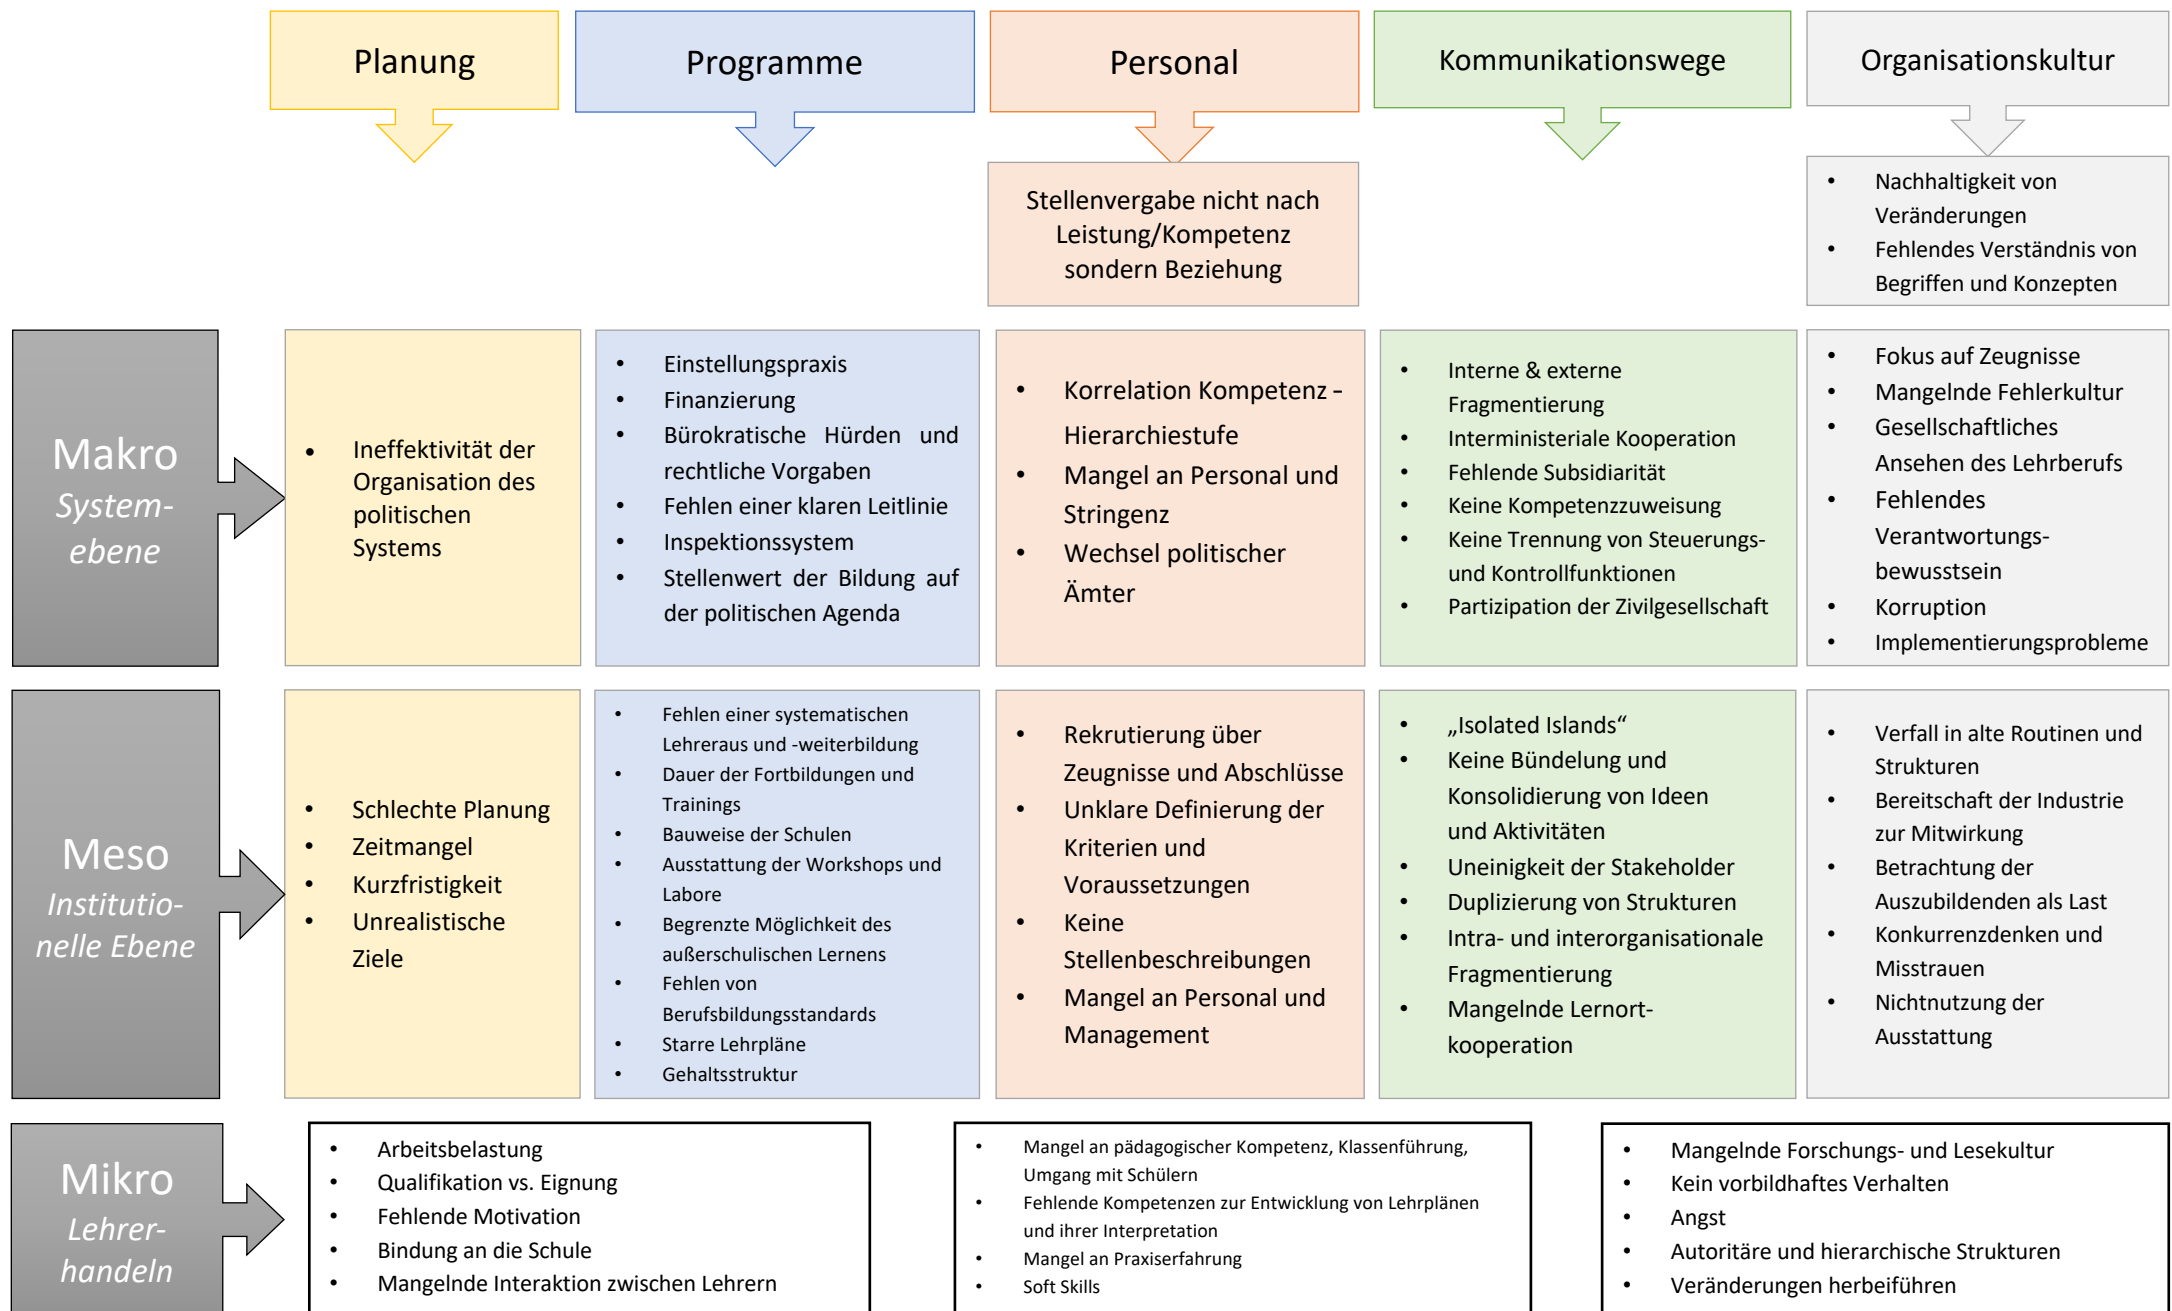 Planung
Programme
Personal
Kommunikationswege
Organisationskultur
Stellenvergabe nicht nach
Leistung/Kompetenz
sondern Beziehung
• Nachhaltigkeit von
Veränderungen
• Fehlendes Verständnis von
Begriffen und Konzepten
Makro
System-
ebene
• Ineffektivität der
Organisation des
politischen
Systems
• Einstellungspraxis
• Finanzierung
• Bürokratische Hürden und
rechtliche Vorgaben
• Fehlen einer klaren Leitlinie
• Inspektionssystem
• Stellenwert der Bildung auf
der politischen Agenda
• Korrelation Kompetenz -
Hierarchiestufe
• Mangel an Personal und
Stringenz
• Wechsel politischer
Ämter
• Interne & externe
Fragmentierung
• Interministeriale Kooperation
• Fehlende Subsidiarität
• Keine Kompetenzzuweisung
• Keine Trennung von Steuerungs-
und Kontrollfunktionen
• Partizipation der Zivilgesellschaft
• Fokus auf Zeugnisse
• Mangelnde Fehlerkultur
• Gesellschaftliches
Ansehen des Lehrberufs
• Fehlendes
Verantwortungs-
bewusstsein
• Korruption
• Implementierungsprobleme
Meso
Institutio-
nelle Ebene
• Schlechte Planung
• Zeitmangel
• Kurzfristigkeit
• Unrealistische
Ziele
• Fehlen einer systematischen
Lehreraus und -weiterbildung
• Dauer der Fortbildungen und
Trainings
• Bauweise der Schulen
• Ausstattung der Workshops und
Labore
• Begrenzte Möglichkeit des
außerschulischen Lernens
• Fehlen von
Berufsbildungsstandards
• Starre Lehrpläne
• Gehaltsstruktur
• Rekrutierung über
Zeugnisse und Abschlüsse
• Unklare Definierung der
Kriterien und
Voraussetzungen
• Keine
Stellenbeschreibungen
• Mangel an Personal und
Management
• „Isolated Islands“
• Keine Bündelung und
Konsolidierung von Ideen
und Aktivitäten
• Uneinigkeit der Stakeholder
• Duplizierung von Strukturen
• Intra- und interorganisationale
Fragmentierung
• Mangelnde Lernort-
kooperation
• Verfall in alte Routinen und
Strukturen
• Bereitschaft der Industrie
zur Mitwirkung
• Betrachtung der
Auszubildenden als Last
• Konkurrenzdenken und
Misstrauen
• Nichtnutzung der
Ausstattung
Mikro
Lehrer-
handeln
• Arbeitsbelastung
• Qualifikation vs. Eignung
• Fehlende Motivation
• Bindung an die Schule
• Mangelnde Interaktion zwischen Lehrern
• Mangel an pädagogischer Kompetenz, Klassenführung,
Umgang mit Schülern
• Fehlende Kompetenzen zur Entwicklung von Lehrplänen
und ihrer Interpretation
• Mangel an Praxiserfahrung
• Soft Skills
• Mangelnde Forschungs- und Lesekultur
• Kein vorbildhaftes Verhalten
• Angst
• Autoritäre und hierarchische Strukturen
• Veränderungen herbeiführen